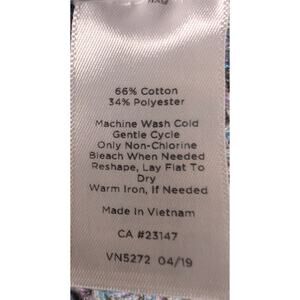 66% Cotton
34% Polyester
Machine Wash Cold
Gentle Cycle
Only Non-Chlorine
Bleach When Needed
Reshape, Lay Flat To
Dry
Warm Iron, If Needed
Made In Vietnam
CA #23147
VN5272 04/19